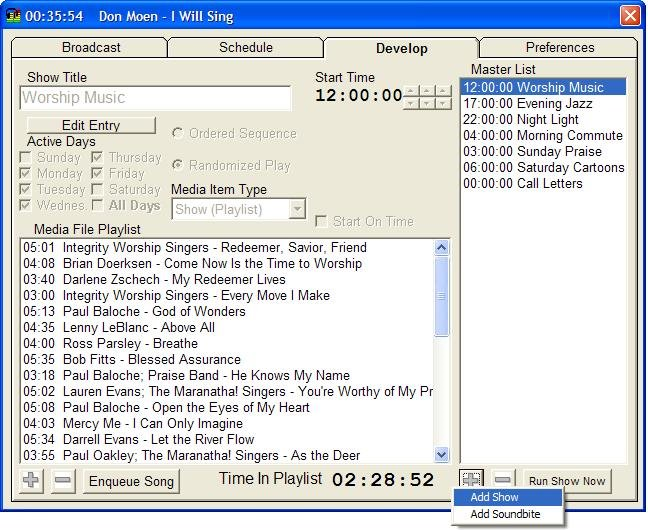 00:35:54 Don Moen - I Will Sing
Broadcast Schedule Develop Preferences
Show Title
Worship Music
Start Time
12:00:00
Edit Entry
Active Days
Sunday Thursday
Monday Friday
Tuesday Saturday
Wednes. All Days
Ordered Sequence
Randomized Play
Media Item Type
Show (Playlist)
Start On Time
Media File Playlist
05:01 Integrity Worship Singers - Redeemer, Savior, Friend
04:08 Brian Doerksen - Come Now Is the Time to Worship
03:40 Darlene Zschech - My Redeemer Lives
03:00 Integrity Worship Singers - Every Move I Make
05:13 Paul Baloche - God of Wonders
04:35 Lenny LeBlanc - Above All
04:00 Ross Parsley - Breathe
05:35 Bob Fitts - Blessed Assurance
03:18 Paul Baloche; Praise Band - He Knows My Name
05:02 Lauren Evans; The Maranatha! Singers - You're Worthy of My Pr
05:08 Paul Baloche - Open the Eyes of My Heart
04:03 Mercy Me - I Can Only Imagine
05:34 Darrell Evans - Let the River Flow
03:55 Paul Oakley; The Maranatha! Singers - As the Deer
Enqueue Song
Time In Playlist 02:28:52
Master List
12:00:00 Worship Music
17:00:00 Evening Jazz
22:00:00 Night Light
04:00:00 Morning Commute
03:00:00 Sunday Praise
06:00:00 Saturday Cartoons
00:00:00 Call Letters
Run Show Now
Add Show
Add Soundbite